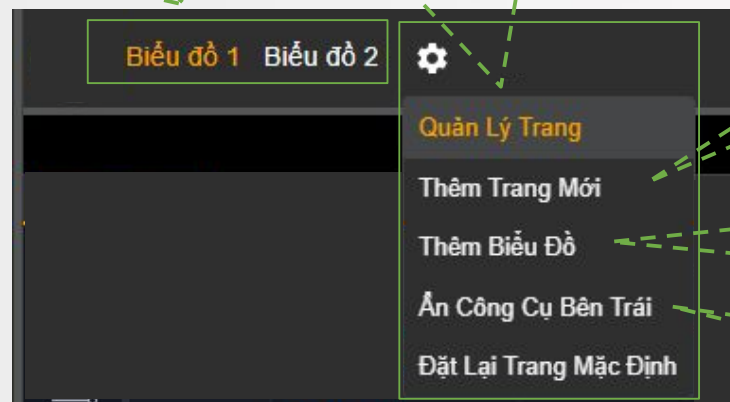 Biểu đồ 1 Biểu đồ 2
Quản Lý Trang
Thêm Trang Mới
Thêm Biểu Đồ
Ẩn Công Cụ Bên Trái
Đặt Lại Trang Mặc Định